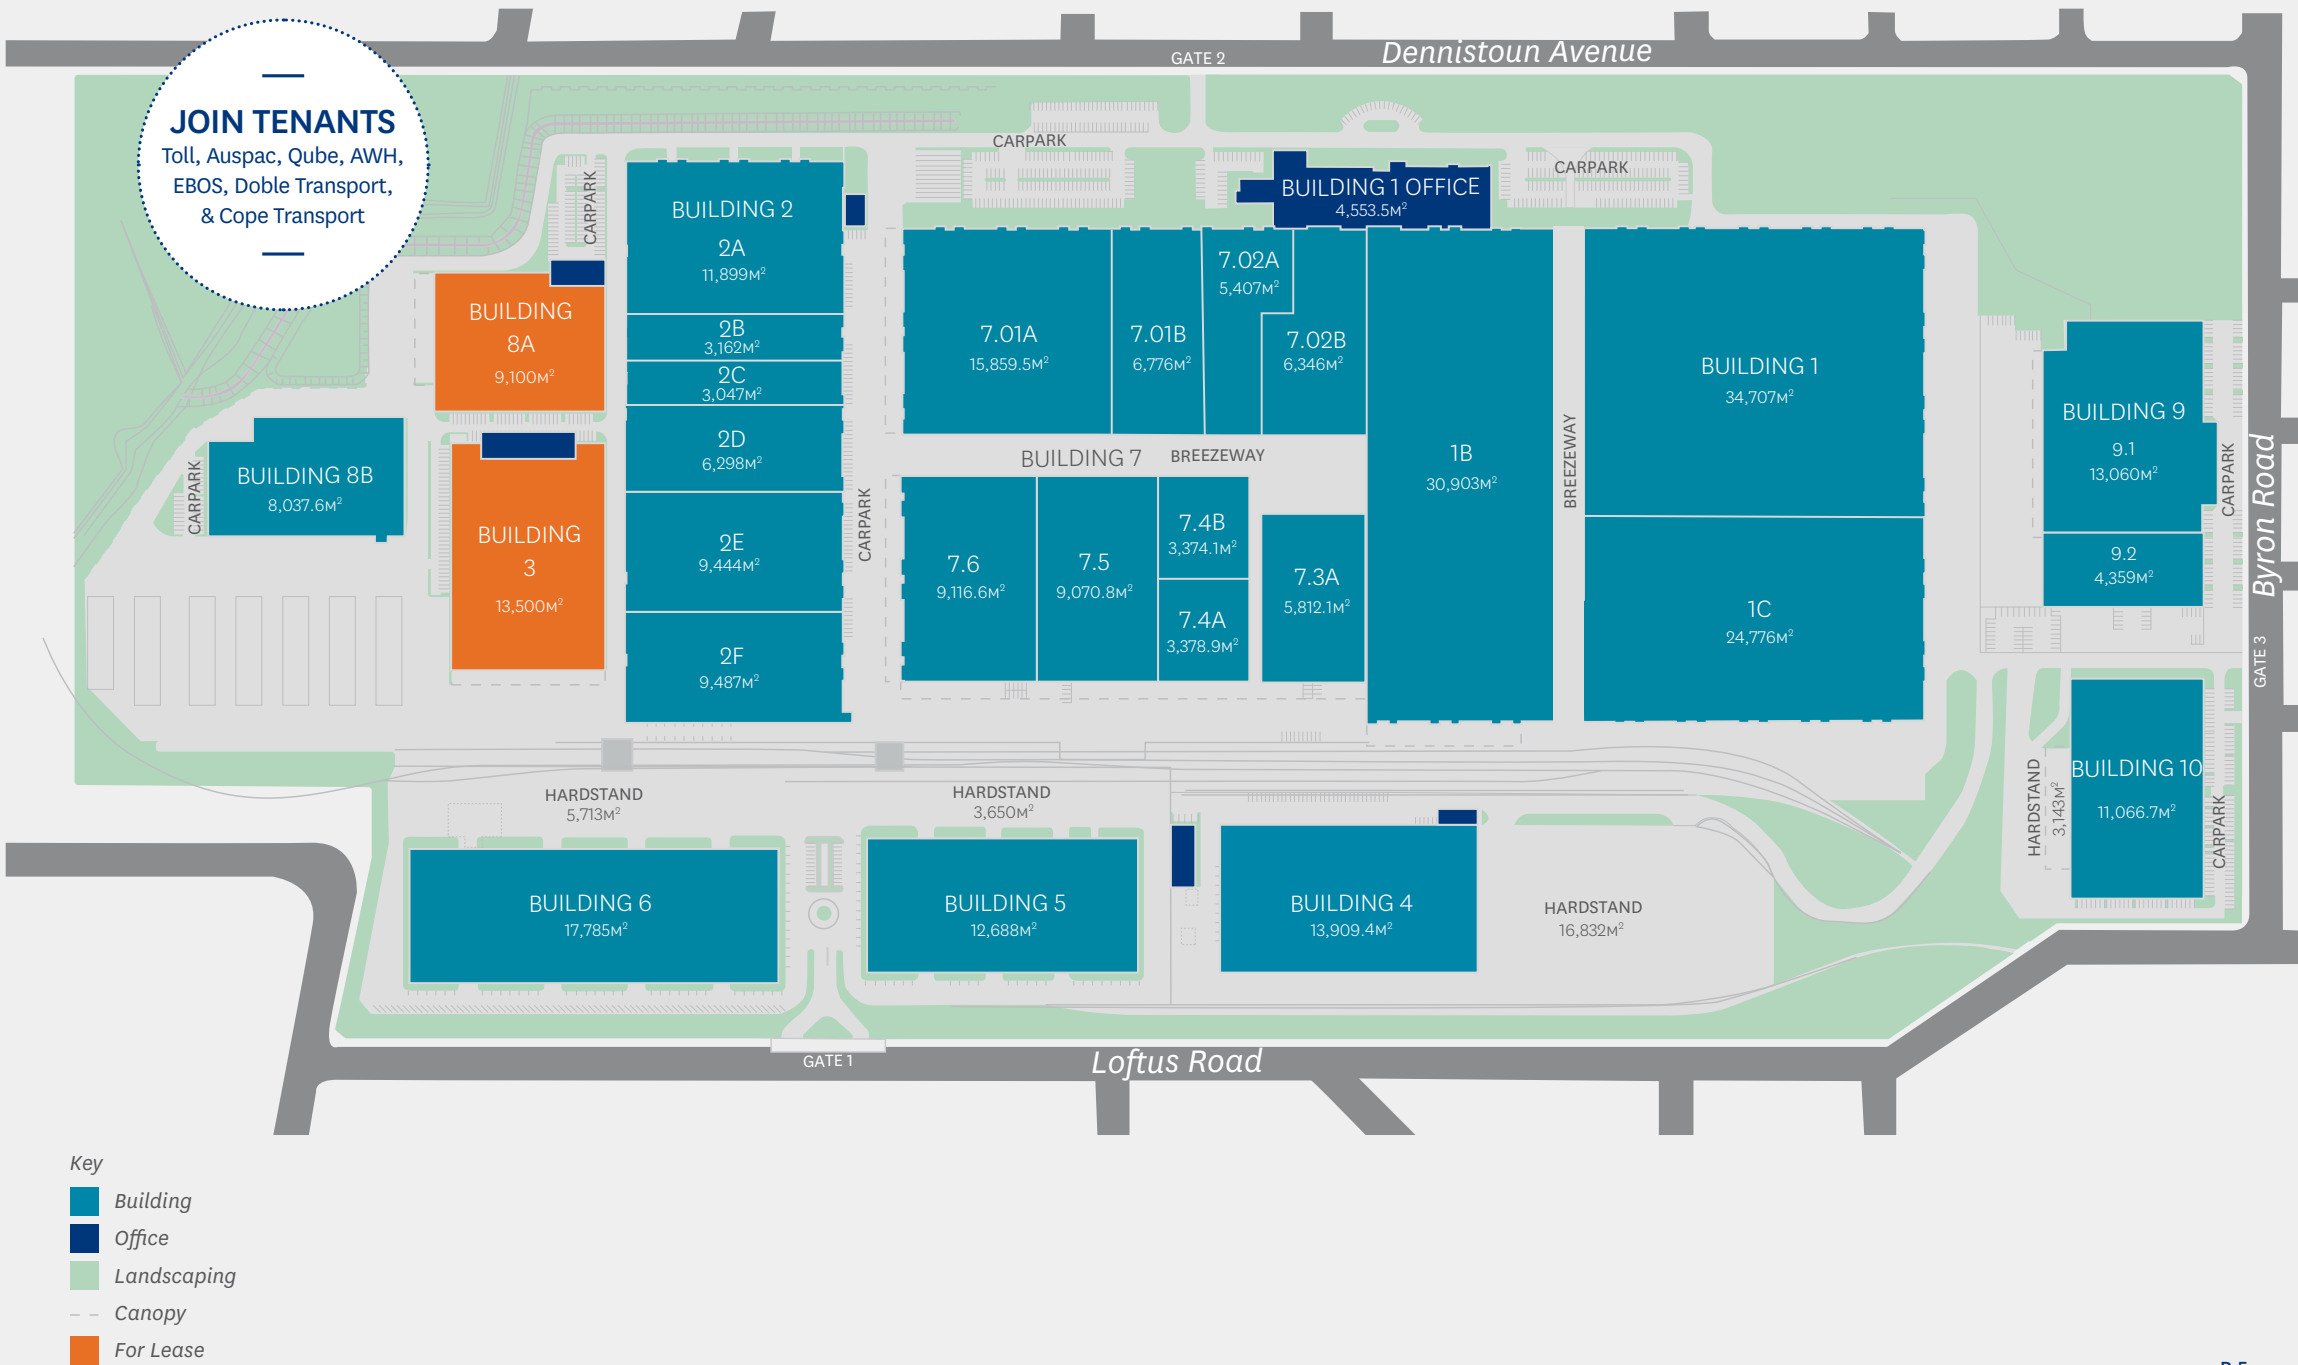 Dennistoun Avenue
GATE 2
JOIN TENANTS
Toll, Auspac, Qube, AWH,
EBOS, Doble Transport,
& Cope Transport
CARPARK
CARPARK
CARPARK
BUILDING 1 OFFICE
4,553.5M²
BUILDING 2
2A
11,899M²
2B
3,162M²
2C
3,047M²
2D
6,298M²
2E
9,444M²
2F
9,487M²
BUILDING
8A
9,100M²
BUILDING 8B
8,037.6M²
CARPARK
BUILDING
3
13,500M²
CARPARK
7.01A
15,859.5M²
7.01B
6,776M²
7.02A
5,407M²
7.02B
6,346M²
BUILDING 7
BREEZEWAY
7.6
9,116.6M²
7.5
9,070.8M²
7.4B
3,374.1M²
7.4A
3,378.9M²
7.3A
5,812.1M²
1B
30,903M²
BREEZEWAY
BUILDING 1
34,707M²
1C
24,776M²
BUILDING 9
9.1
13,060M²
9.2
4,359M²
CARPARK
Byron Road
GATE 3
BUILDING 10
11,066.7M²
HARDSTAND
3,143M²
CARPARK
HARDSTAND
5,713M²
HARDSTAND
3,650M²
BUILDING 6
17,785M²
BUILDING 5
12,688M²
BUILDING 4
13,909.4M²
HARDSTAND
16,832M²
GATE 1
Loftus Road
Key
Building
Office
Landscaping
Canopy
For Lease